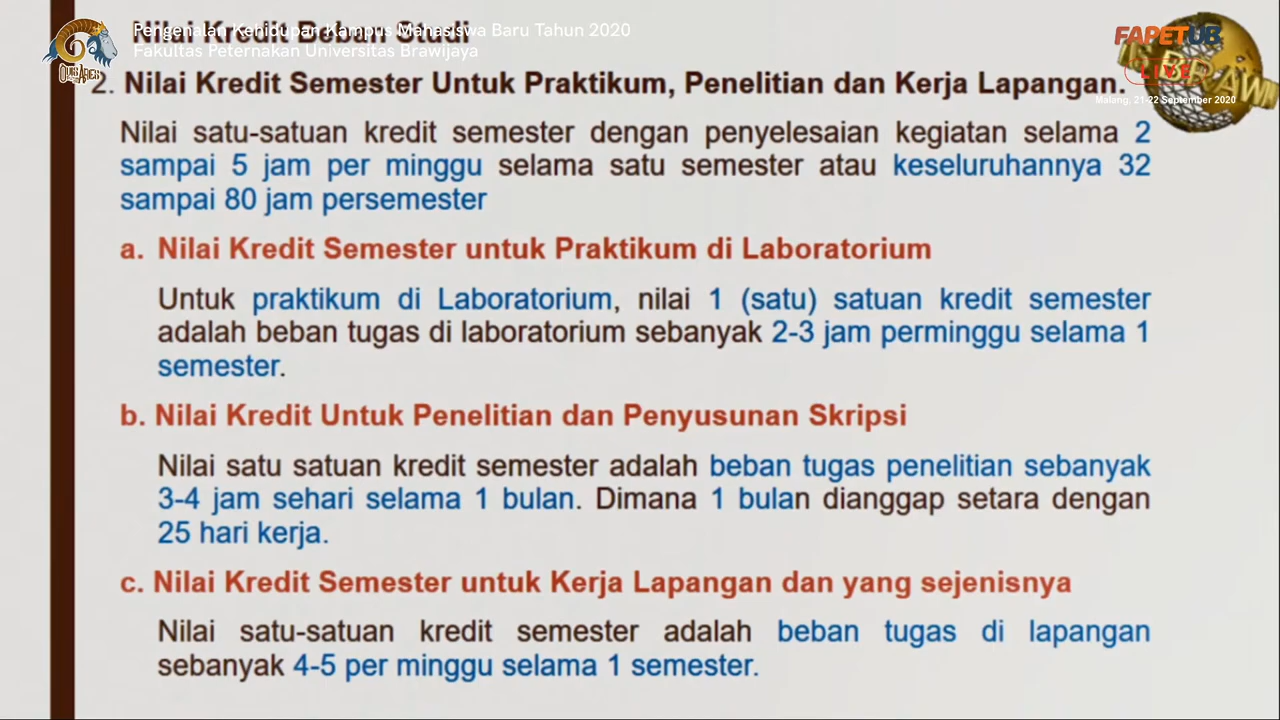 Nilai Kredit Beban Studi
Pengenalan Kehidupan Kampus Mahasiswa Baru Tahun 2020
Fakultas Peternakan Universitas Brawijaya
FAPETUB
LIVE
BRAW
Malang, 21-22 September 2020
2. Nilai Kredit Semester Untuk Praktikum, Penelitian dan Kerja Lapangan.
Nilai satu-satuan kredit semester dengan penyelesaian kegiatan selama 2
sampai 5 jam per minggu selama satu semester atau keseluruhannya 32
sampai 80 jam persemester
a. Nilai Kredit Semester untuk Praktikum di Laboratorium
Untuk praktikum di Laboratorium, nilai 1 (satu) satuan kredit semester
adalah beban tugas di laboratorium sebanyak 2-3 jam perminggu selama 1
semester.
b. Nilai Kredit Untuk Penelitian dan Penyusunan Skripsi
Nilai satu satuan kredit semester adalah beban tugas penelitian sebanyak
3-4 jam sehari selama 1 bulan. Dimana 1 bulan dianggap setara dengan
25 hari kerja.
c. Nilai Kredit Semester untuk Kerja Lapangan dan yang sejenisnya
Nilai satu-satuan kredit semester adalah beban tugas di lapangan
sebanyak 4-5 per minggu selama 1 semester.